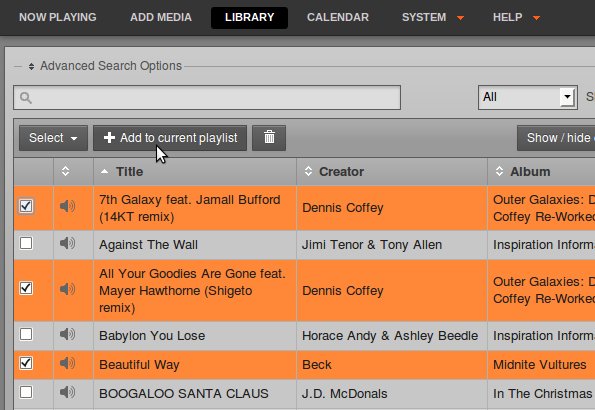 NOW PLAYING ADD MEDIA LIBRARY CALENDAR SYSTEM HELP
Advanced Search Options
All
Select + Add to current playlist Show / hide
Title Creator Album
7th Galaxy feat. Jamall Bufford
(14KT remix)
Dennis Coffey
Outer Galaxies: D
Coffey Re-Worke
Against The Wall Jimi Tenor & Tony Allen Inspiration Inform
All Your Goodies Are Gone feat.
Mayer Hawthorne (Shigeto
remix)
Dennis Coffey
Outer Galaxies: D
Coffey Re-Worke
Babylon You Lose Horace Andy & Ashley Beedle Inspiration Inform
Beautiful Way Beck Midnite Vultures
BOOGALOO SANTA CLAUS J.D. McDonals In The Christmas